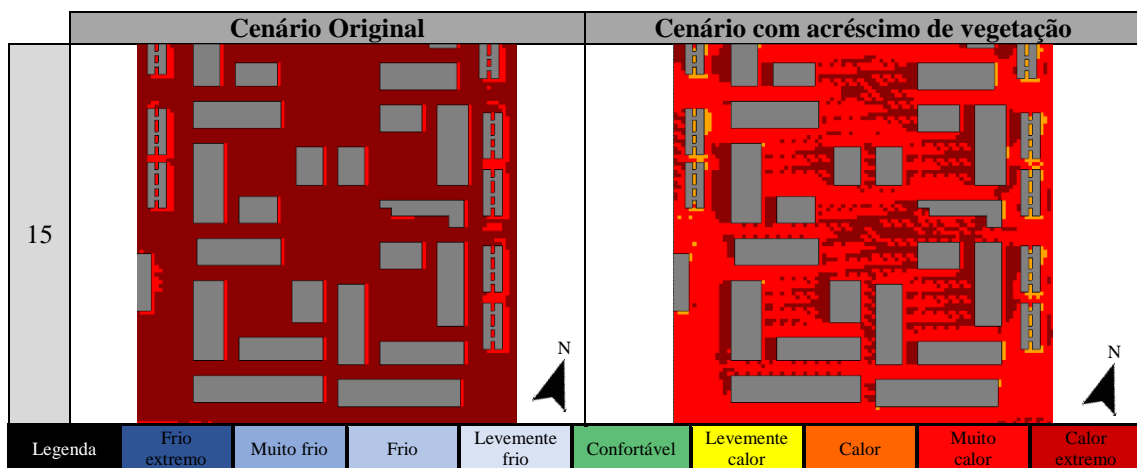 Cenário Original
Cenário com acréscimo de vegetação
15
N
N
Legenda
Frio
extremo
Muito frio
Frio
Levemente
frio
Confortável
Levemente
calor
Calor
Muito
calor
Calor
extremo